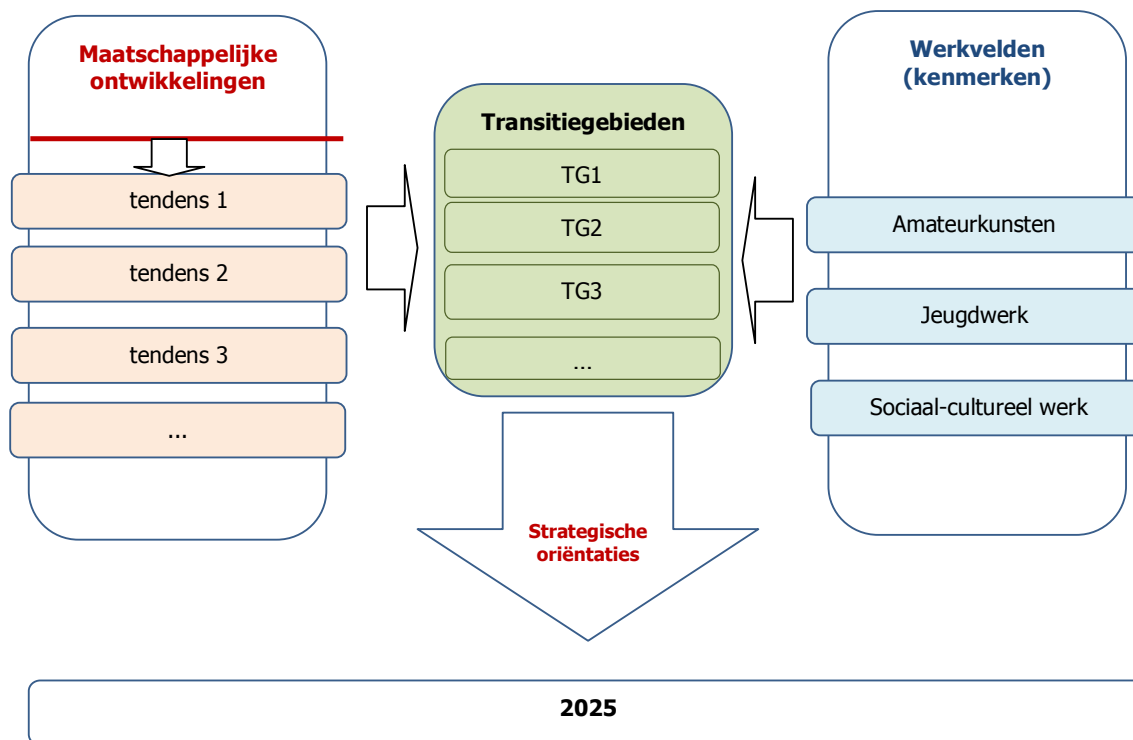 Maatschappelijke
ontwikkelingen
tendens 1
tendens 2
tendens 3
...
Transitiegebieden
TG1
TG2
TG3
...
Werkvelden
(kenmerken)
Amateurkunsten
Jeugdwerk
Sociaal-cultureel werk
Strategische
oriëntaties
2025